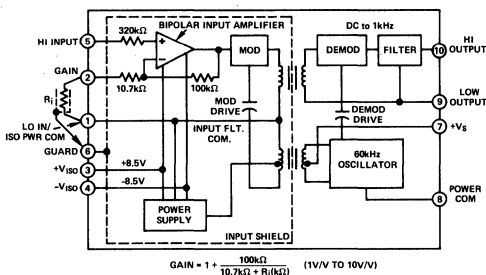 BIPOLAR INPUT AMPLIFIER
DC to 1kHz
HI INPUT 5
320kΩ
+
−
MOD
DEMOD
FILTER
10 HI OUTPUT
GAIN 2
10.7kΩ
100kΩ
Ri
MOD DRIVE
DEMOD DRIVE
9 LOW OUTPUT
LO IN/ ISO PWR COM 1
INPUT FLT. COM.
7 +VS
GUARD 6
+VISO 3
+8.5V
60kHz OSCILLATOR
−VISO 4
−8.5V
POWER SUPPLY
8 POWER COM
INPUT SHIELD
GAIN = 1 + 100kΩ / 10.7kΩ + Ri(kΩ) (1V/V TO 10V/V)